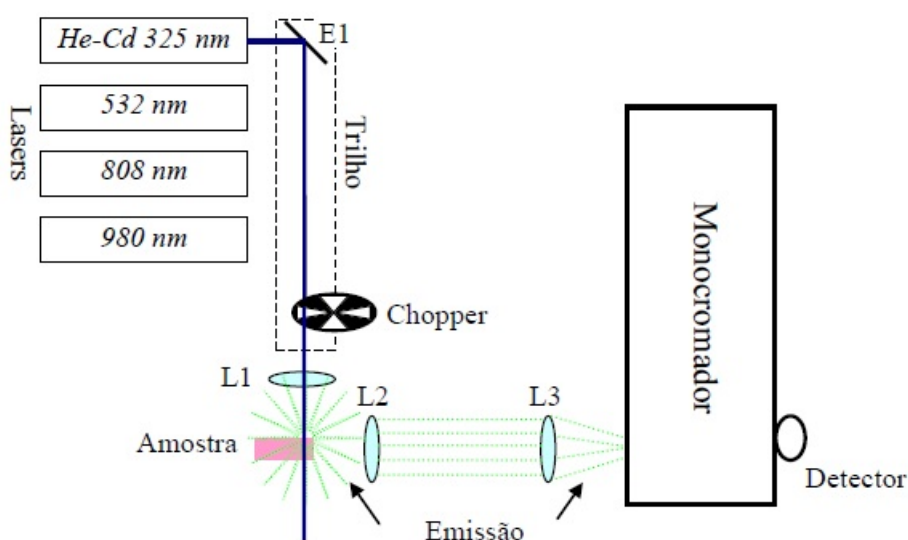 He-Cd 325 nm
E1
532 nm
808 nm
980 nm
Lasers
Trilho
Chopper
L1
L2
L3
Amostra
Emissão
Monocromador
Detector